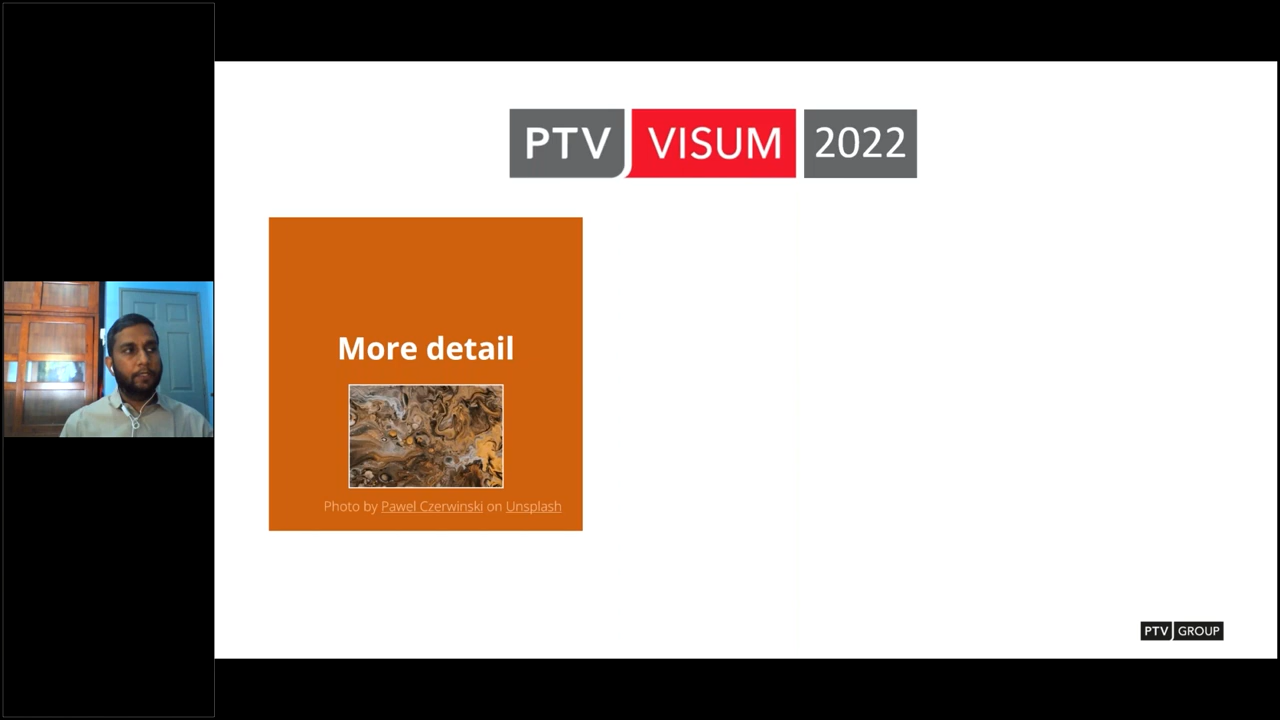 PTV VISUM 2022
More detail
Photo by Pawel Czerwinski on Unsplash
PTV GROUP